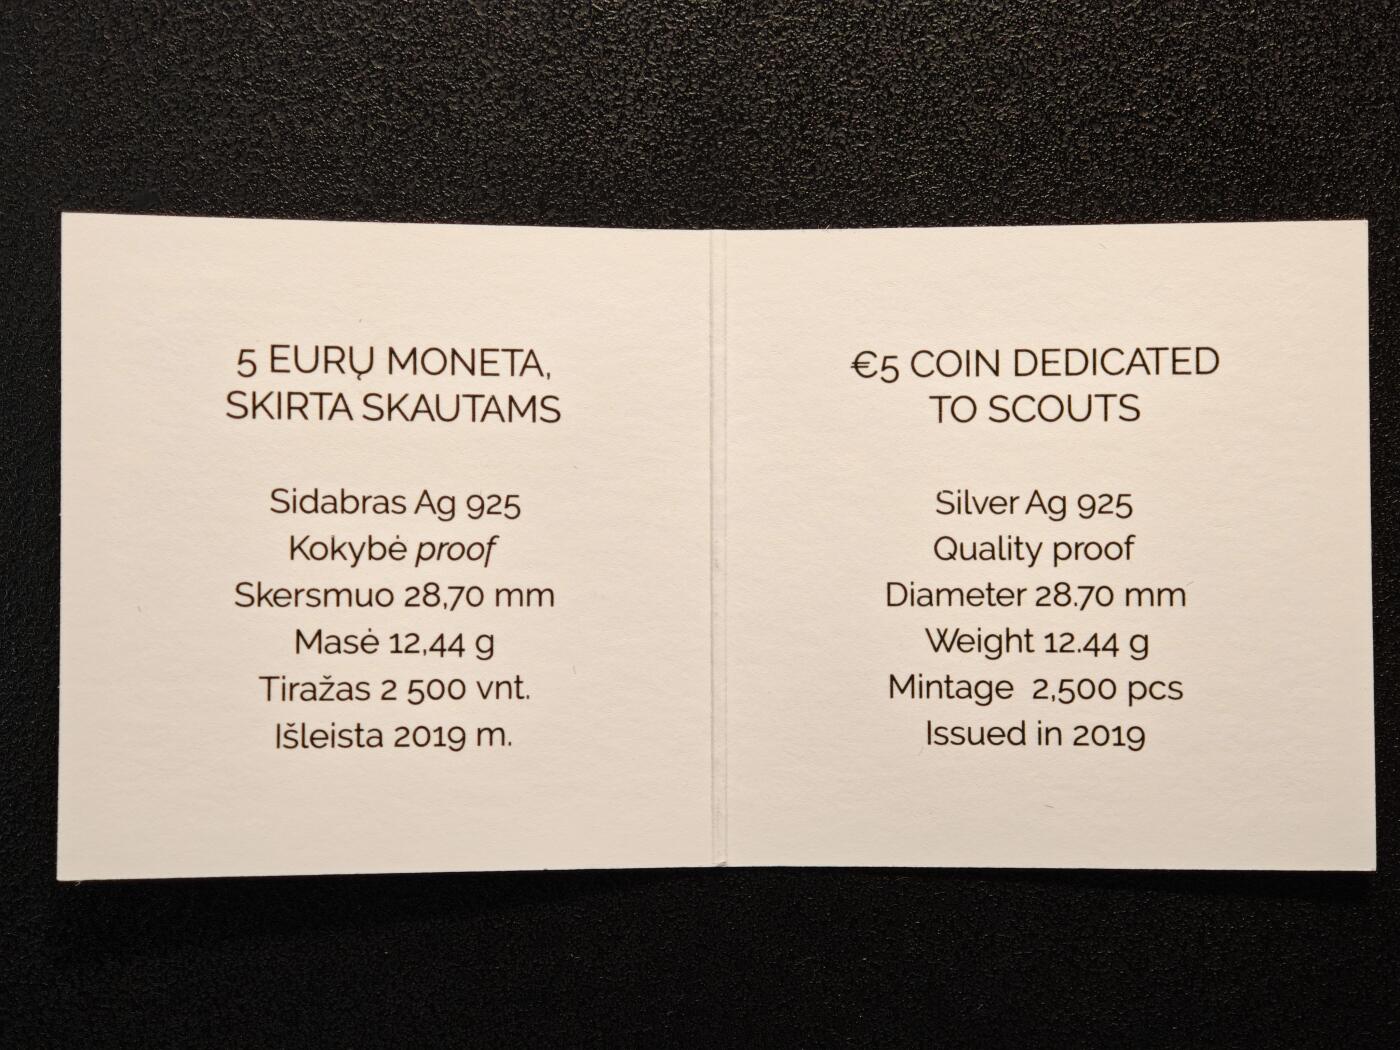 5 EURŲ MONETA,
SKIRTA SKAUTAMS
Sidabras Ag 925
Kokybė proof
Skersmuo 28,70 mm
Masė 12,44 g
Tiražas 2 500 vnt.
Išleista 2019 m.
€5 COIN DEDICATED
TO SCOUTS
Silver Ag 925
Quality proof
Diameter 28.70 mm
Weight 12.44 g
Mintage  2,500 pcs
Issued in 2019